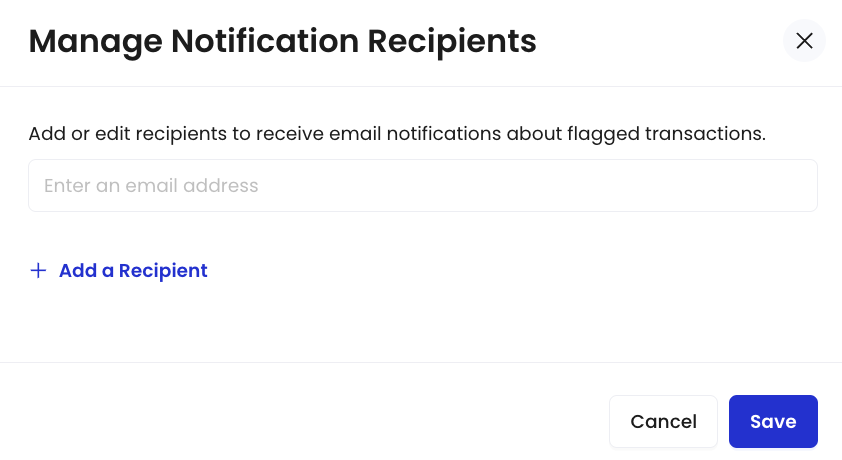 Manage Notification Recipients
Add or edit recipients to receive email notifications about flagged transactions.
Enter an email address
Add a Recipient
Cancel
Save